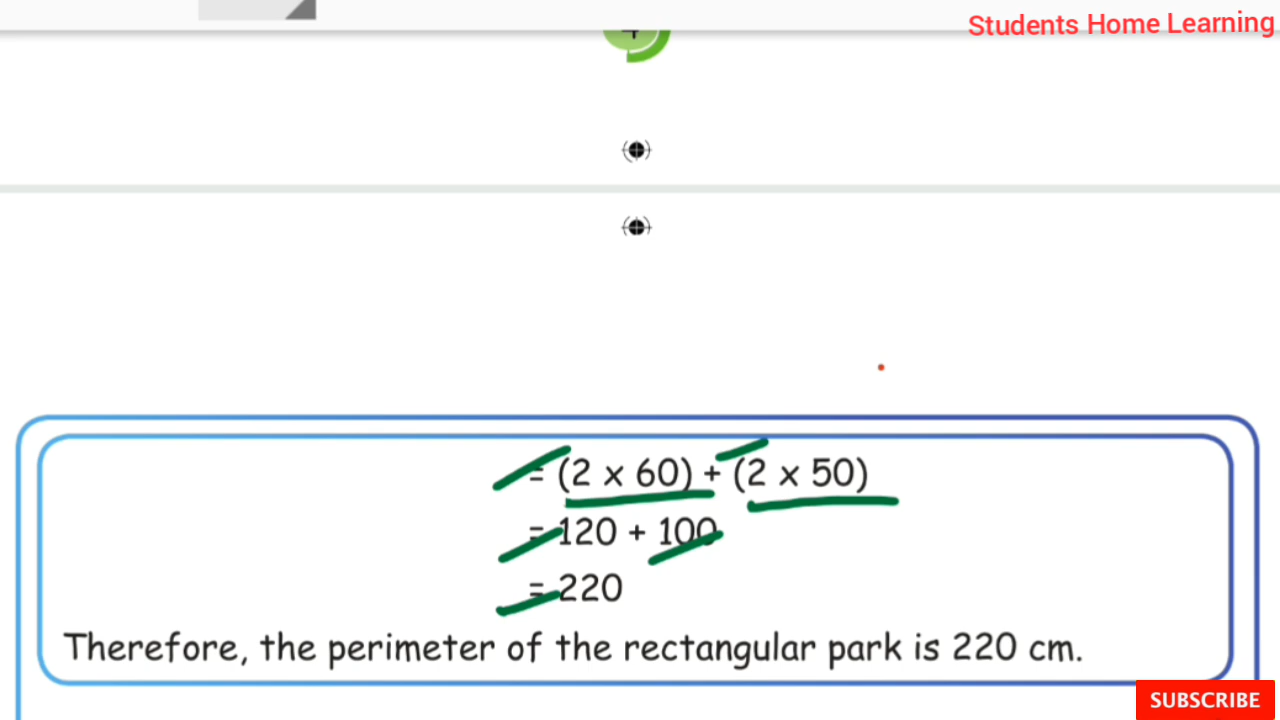 Students Home Learning
= (2 x 60) + (2 x 50)
= 120 + 100
= 220
Therefore, the perimeter of the rectangular park is 220 cm.
SUBSCRIBE